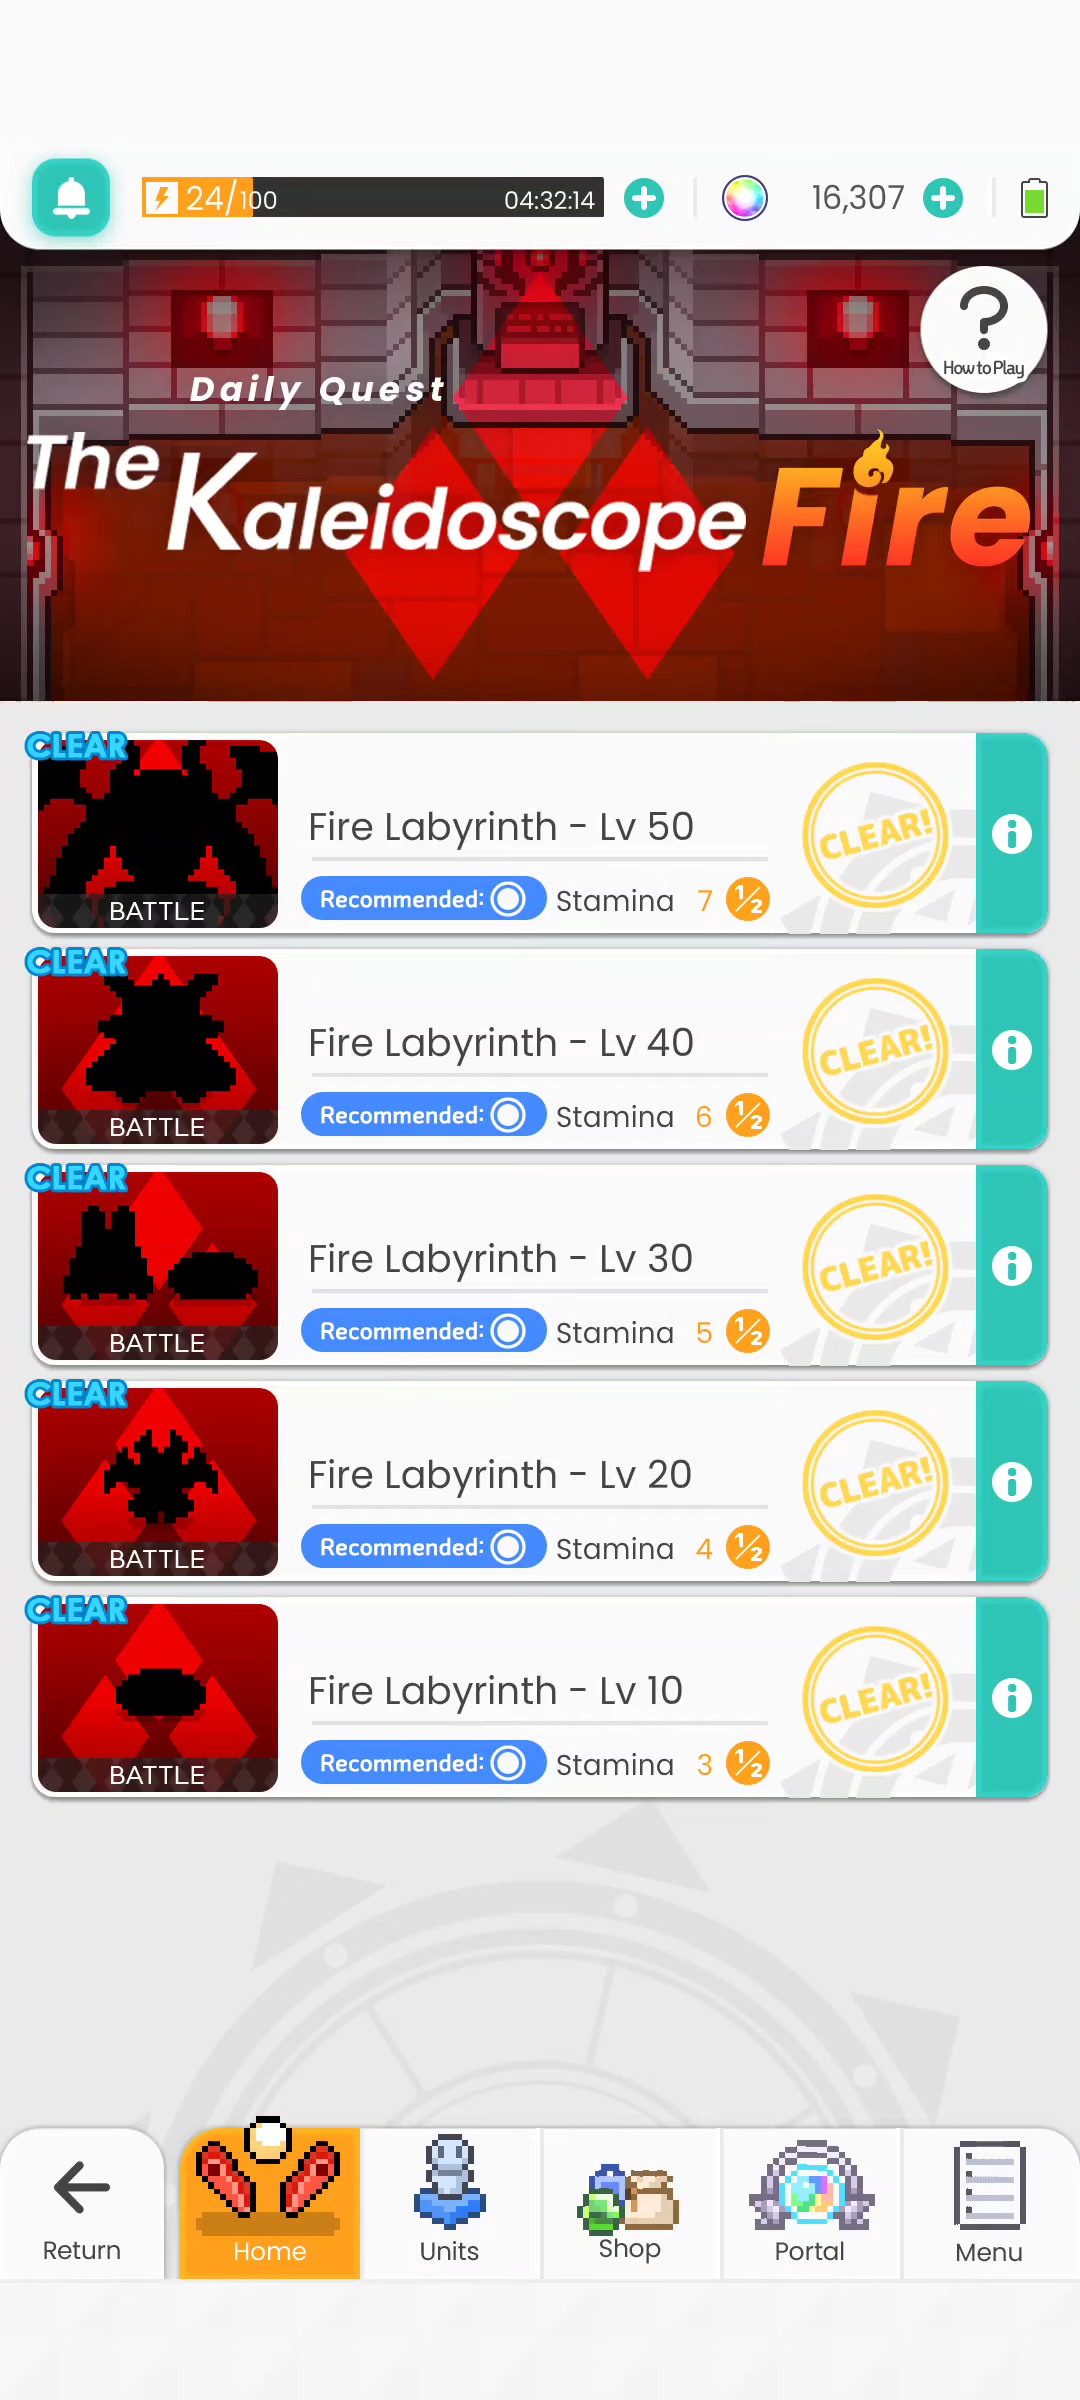 24/100
04:32:14
16,307
How to Play
Daily Quest
The Kaleidoscope Fire
CLEAR
BATTLE
Fire Labyrinth - Lv 50
Recommended:
Stamina 7 1/2
CLEAR!
CLEAR
BATTLE
Fire Labyrinth - Lv 40
Recommended:
Stamina 6 1/2
CLEAR!
CLEAR
BATTLE
Fire Labyrinth - Lv 30
Recommended:
Stamina 5 1/2
CLEAR!
CLEAR
BATTLE
Fire Labyrinth - Lv 20
Recommended:
Stamina 4 1/2
CLEAR!
CLEAR
BATTLE
Fire Labyrinth - Lv 10
Recommended:
Stamina 3 1/2
CLEAR!
Return
Home
Units
Shop
Portal
Menu